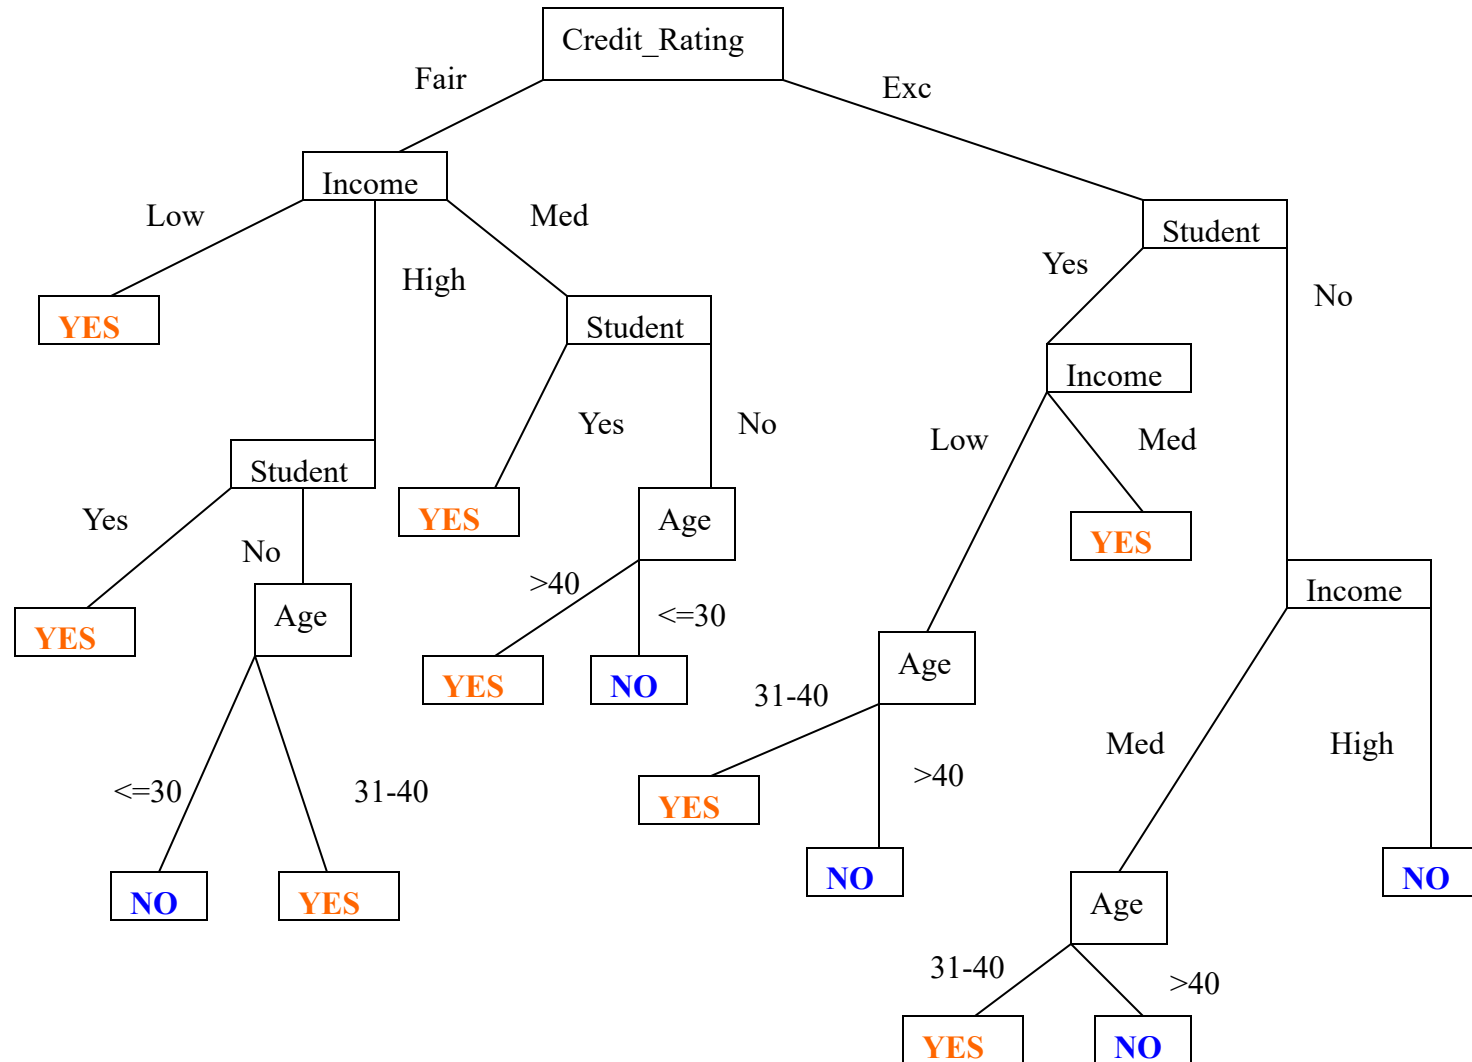 Credit_Rating
Fair
Exc
Income
Low
Med
Student
Yes
High
No
YES
Student
Income
Yes
No
Low
Med
Student
Yes
YES
Age
YES
No
>40
Income
Age
<=30
YES
Age
YES
NO
31-40
Med
High
>40
<=30
31-40
YES
NO
NO
YES
Age
NO
31-40
>40
YES
NO